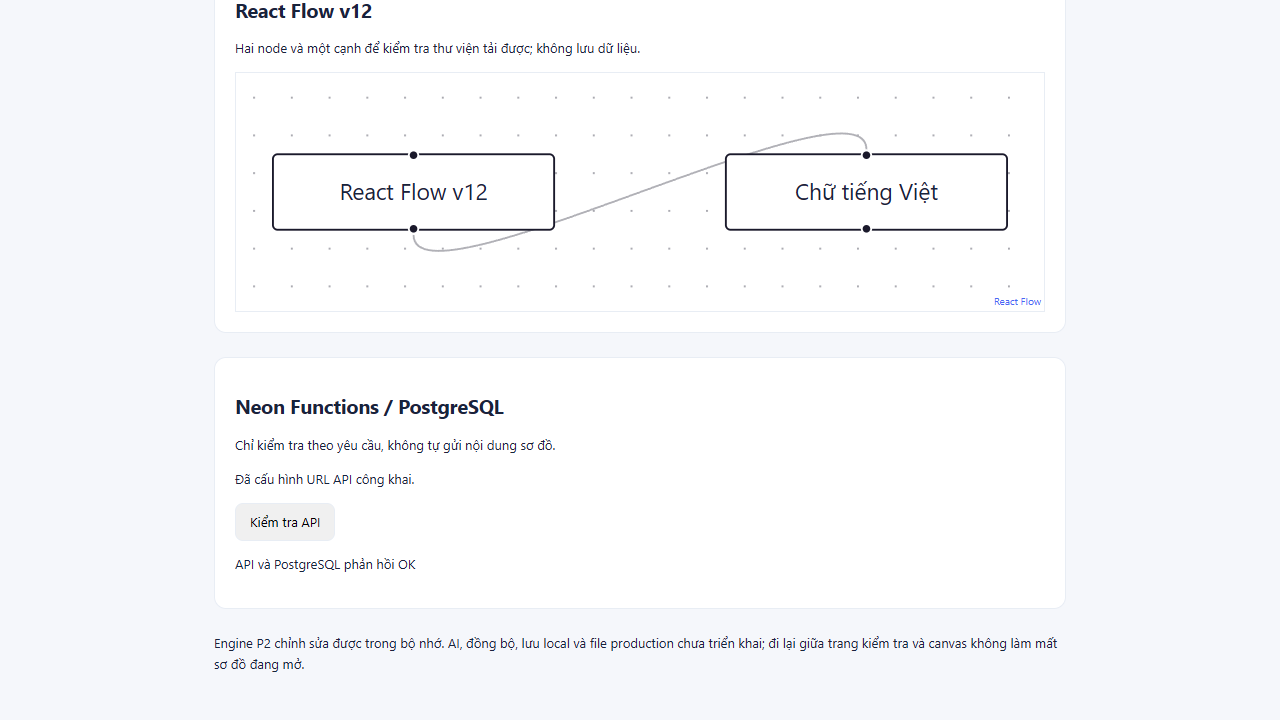 React Flow v12
Hai node và một cạnh để kiểm tra thư viện tải được; không lưu dữ liệu.
React Flow v12
Chữ tiếng Việt
React Flow
Neon Functions / PostgreSQL
Chỉ kiểm tra theo yêu cầu, không tự gửi nội dung sơ đồ.
Đã cấu hình URL API công khai.
Kiểm tra API
API và PostgreSQL phản hồi OK
Engine P2 chỉnh sửa được trong bộ nhớ. AI, đồng bộ, lưu local và file production chưa triển khai; đi lại giữa trang kiểm tra và canvas không làm mất
sơ đồ đang mở.